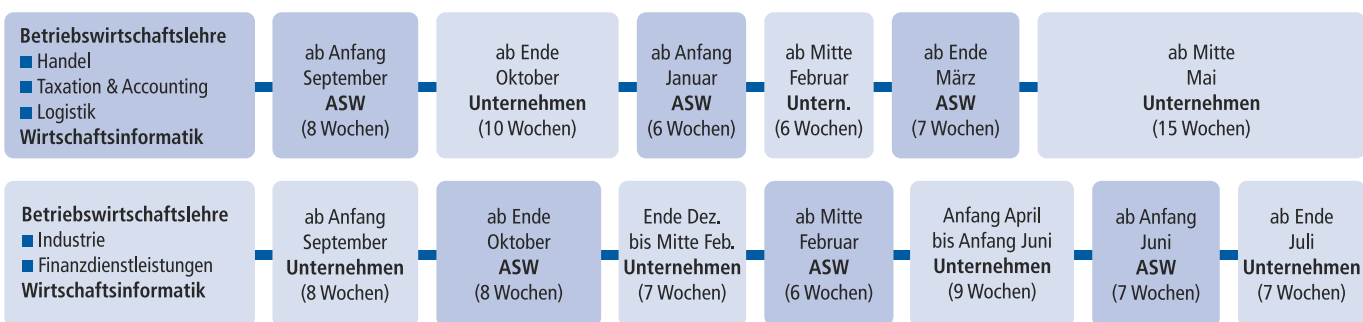 Betriebswirtschaftslehre
Handel
Taxation & Accounting
Logistik
Wirtschaftsinformatik
ab Anfang
September
ASW
(8 Wochen)
ab Ende
Oktober
Unternehmen
(10 Wochen)
ab Anfang
Januar
ASW
(6 Wochen)
ab Mitte
Februar
Untern.
(6 Wochen)
ab Ende
März
ASW
(7 Wochen)
ab Mitte
Mai
Unternehmen
(15 Wochen)
Betriebswirtschaftslehre
Industrie
Finanzdienstleistungen
Wirtschaftsinformatik
ab Anfang
September
Unternehmen
(8 Wochen)
ab Ende
Oktober
ASW
(8 Wochen)
Ende Dez.
bis Mitte Feb.
Unternehmen
(7 Wochen)
ab Mitte
Februar
ASW
(6 Wochen)
Anfang April
bis Anfang Juni
Unternehmen
(9 Wochen)
ab Anfang
Juni
ASW
(7 Wochen)
ab Ende
Juli
Unternehmen
(7 Wochen)